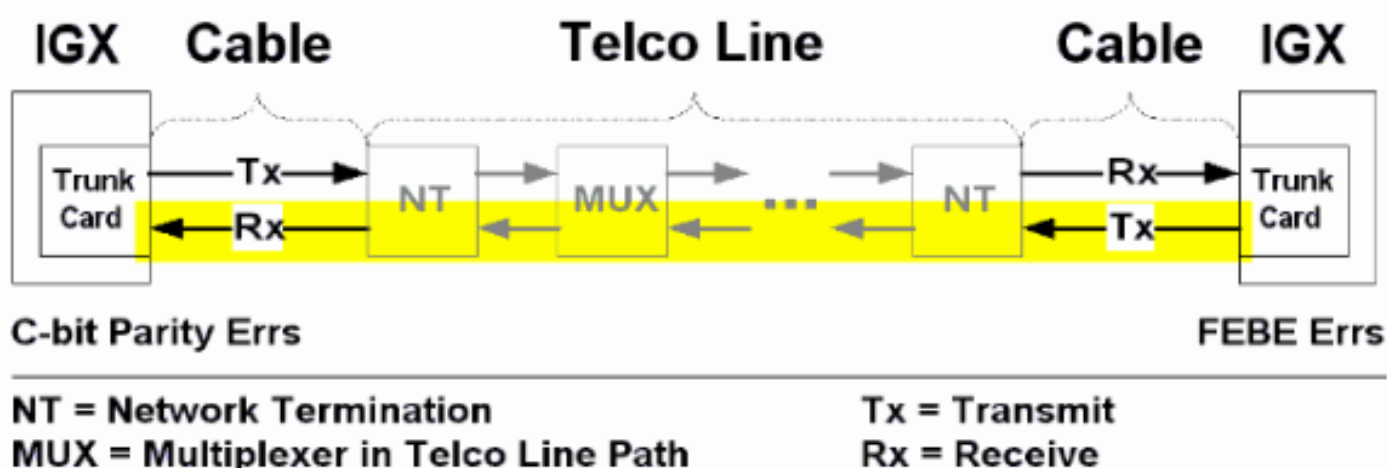 IGX Cable Telco Line Cable IGX
Trunk Card
Tx
Rx
NT
MUX
...
NT
Rx
Tx
Trunk Card
C-bit Parity Errs
FEBE Errs
NT = Network Termination
Tx = Transmit
MUX = Multiplexer in Telco Line Path
Rx = Receive